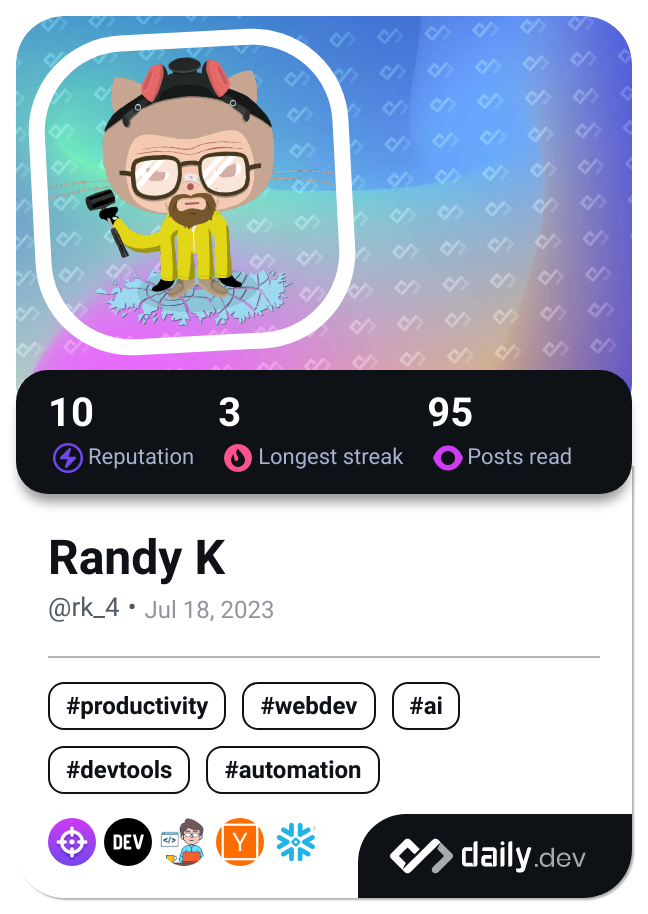 10 3 95
Reputation Longest streak Posts read
Randy K
@rk_4 • Jul 18, 2023
#productivity #webdev #ai
#devtools #automation
DEV </> Y daily.dev